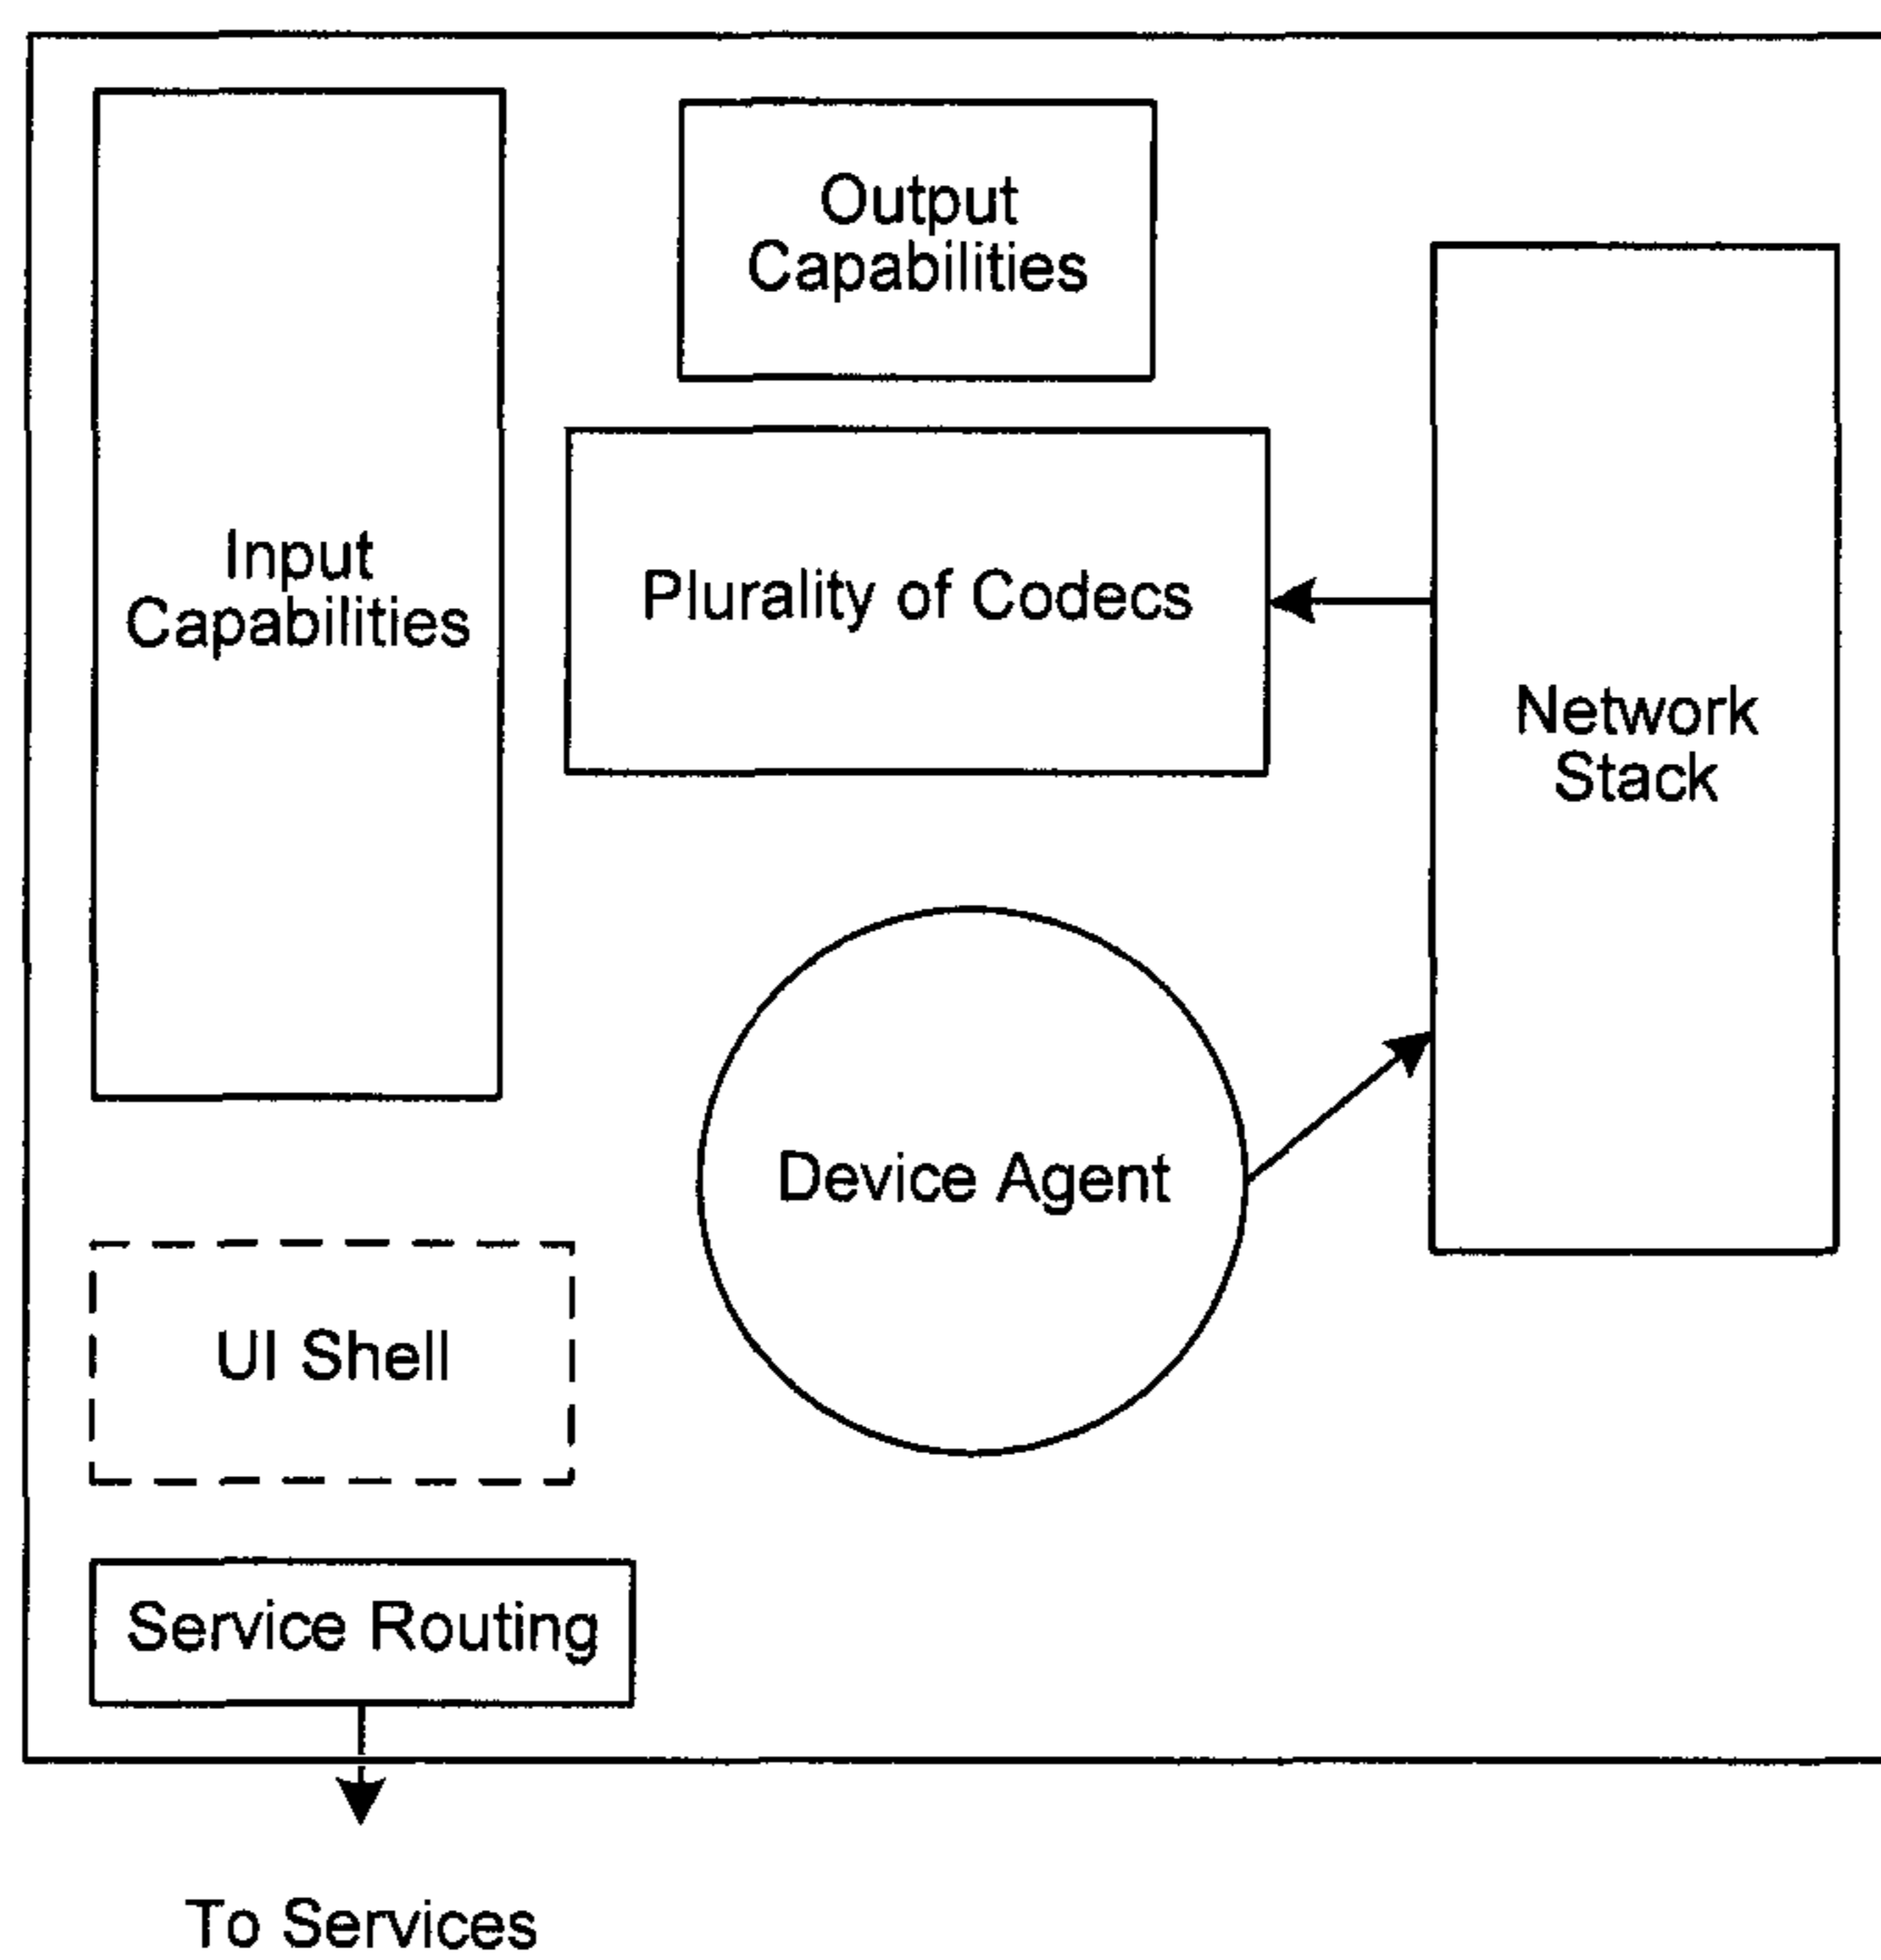 Output
Capabilities
Input
Capabilities
Plurality of Codecs
Network
Stack
Device Agent
UI Shell
Service Routing
To Services